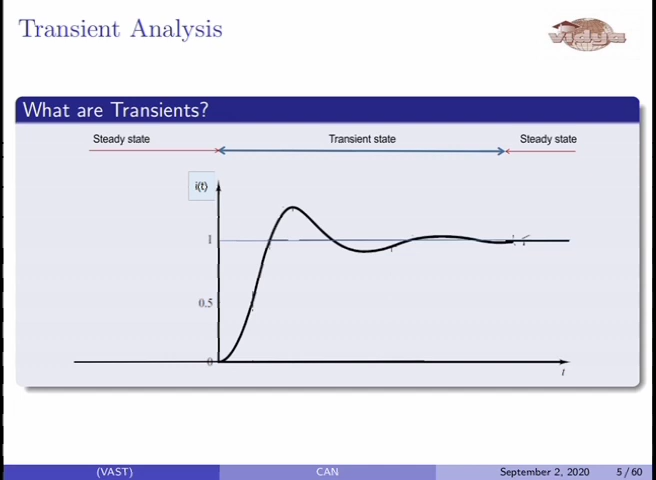 Transient Analysis
vidya
What are Transients?
Steady state
Transient state
Steady state
i(t)
1
0.5
0
t
(VAST)
CAN
September 2, 2020
5 / 60